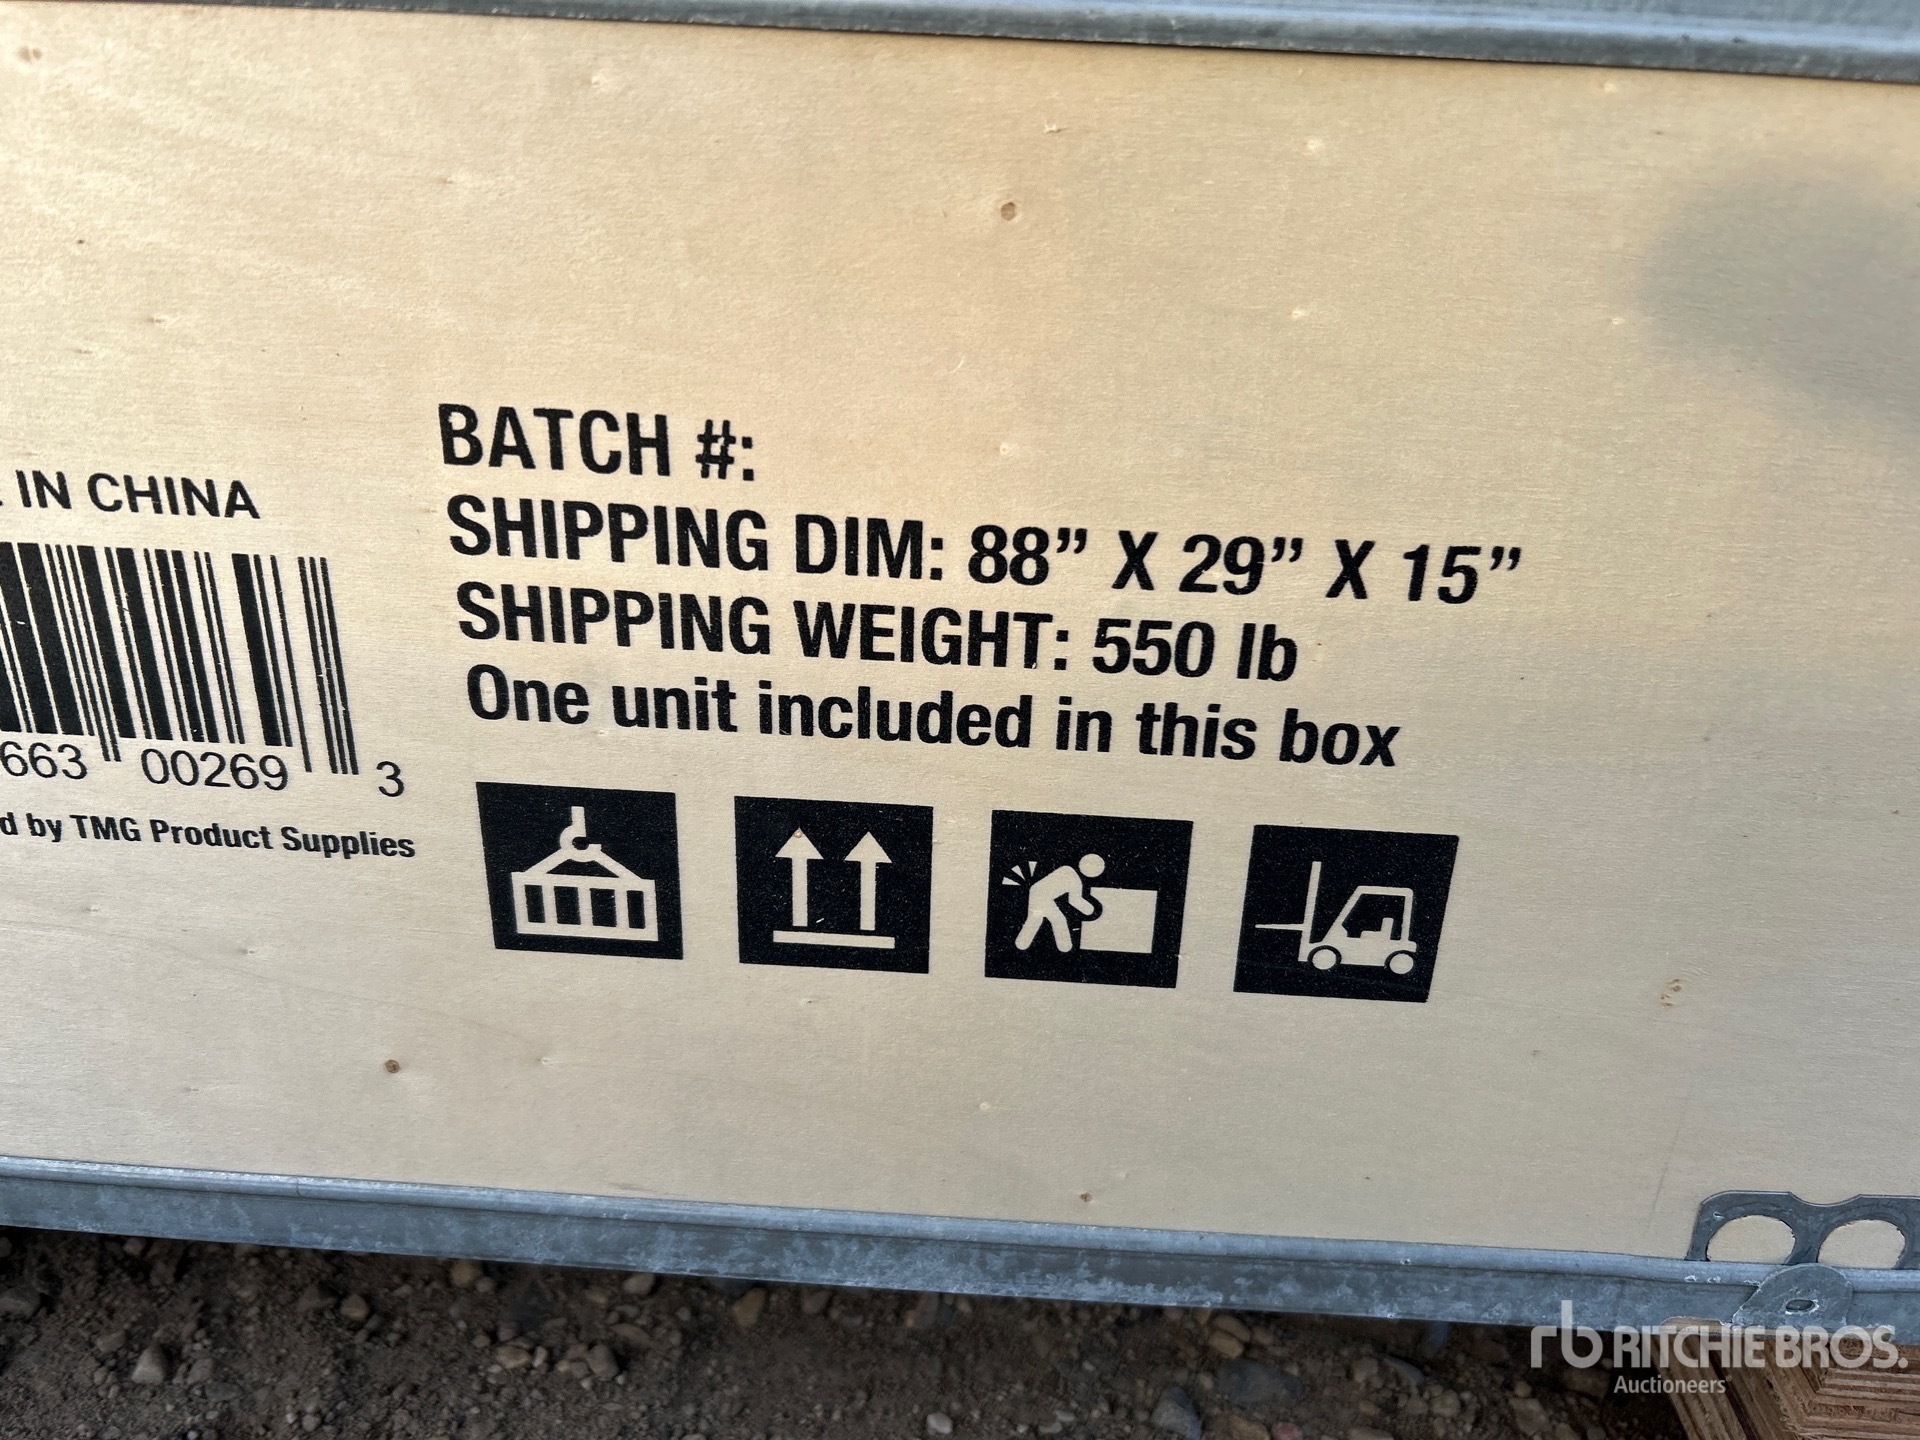 IN CHINA
663 00269 3
by TMG Product Supplies
BATCH #:
SHIPPING DIM: 88” X 29” X 15”
SHIPPING WEIGHT: 550 lb
One unit included in this box
rb RITCHIE BROS.
Auctioneers